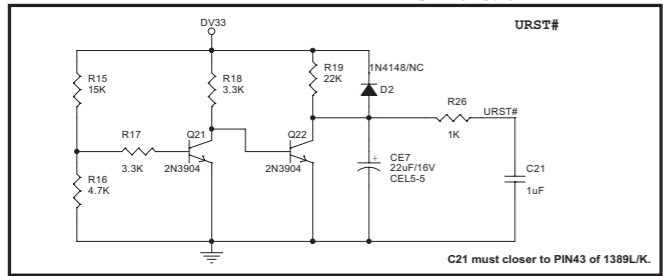 URST#
DV33
R15
15K
R18
3.3K
R19
22K
1N4148/NC
D2
R26
1K
URST#
R17
3.3K
Q21
2N3904
Q22
2N3904
CE7
22uF/16V
CEL5-5
+
C21
1uF
R16
4.7K
C21 must closer to PIN43 of 1389L/K.